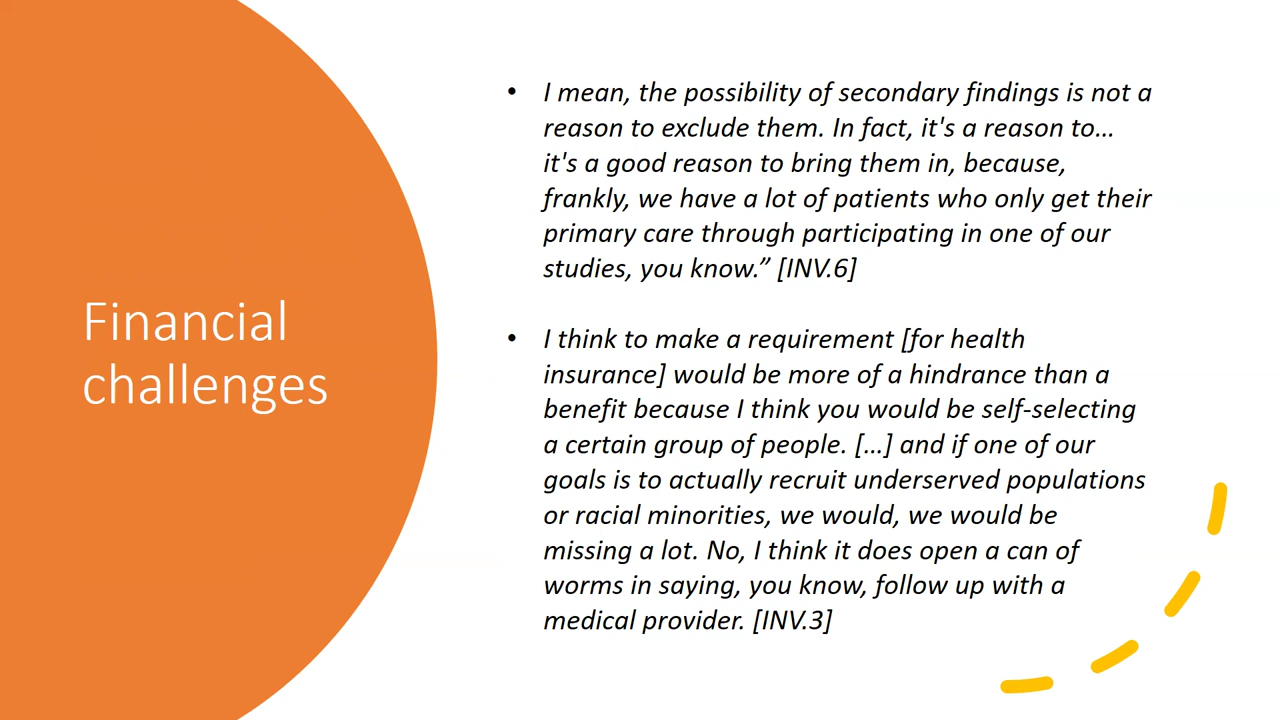 Financial
challenges
• I mean, the possibility of secondary findings is not a
reason to exclude them. In fact, it's a reason to…
it's a good reason to bring them in, because,
frankly, we have a lot of patients who only get their
primary care through participating in one of our
studies, you know.” [INV.6]
• I think to make a requirement [for health
insurance] would be more of a hindrance than a
benefit because I think you would be self-selecting
a certain group of people. […] and if one of our
goals is to actually recruit underserved populations
or racial minorities, we would, we would be
missing a lot. No, I think it does open a can of
worms in saying, you know, follow up with a
medical provider. [INV.3]